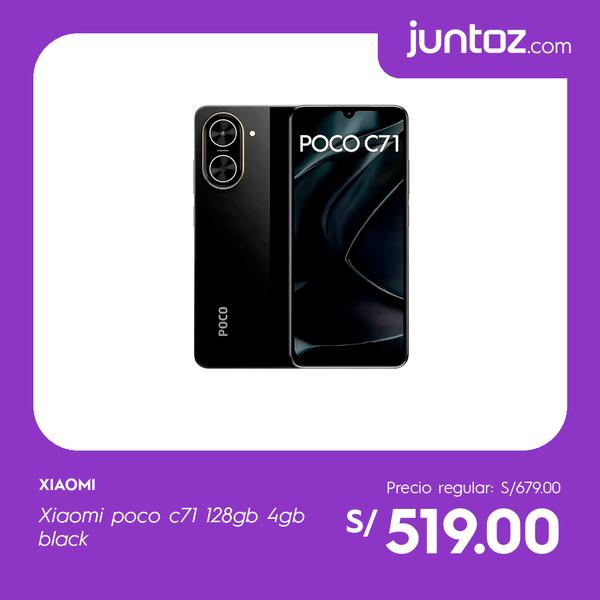 juntoz.com
POCO C71
POCO
XIAOMI
Xiaomi poco c71 128gb 4gb
black
Precio regular: S/679.00
S/ 519.00